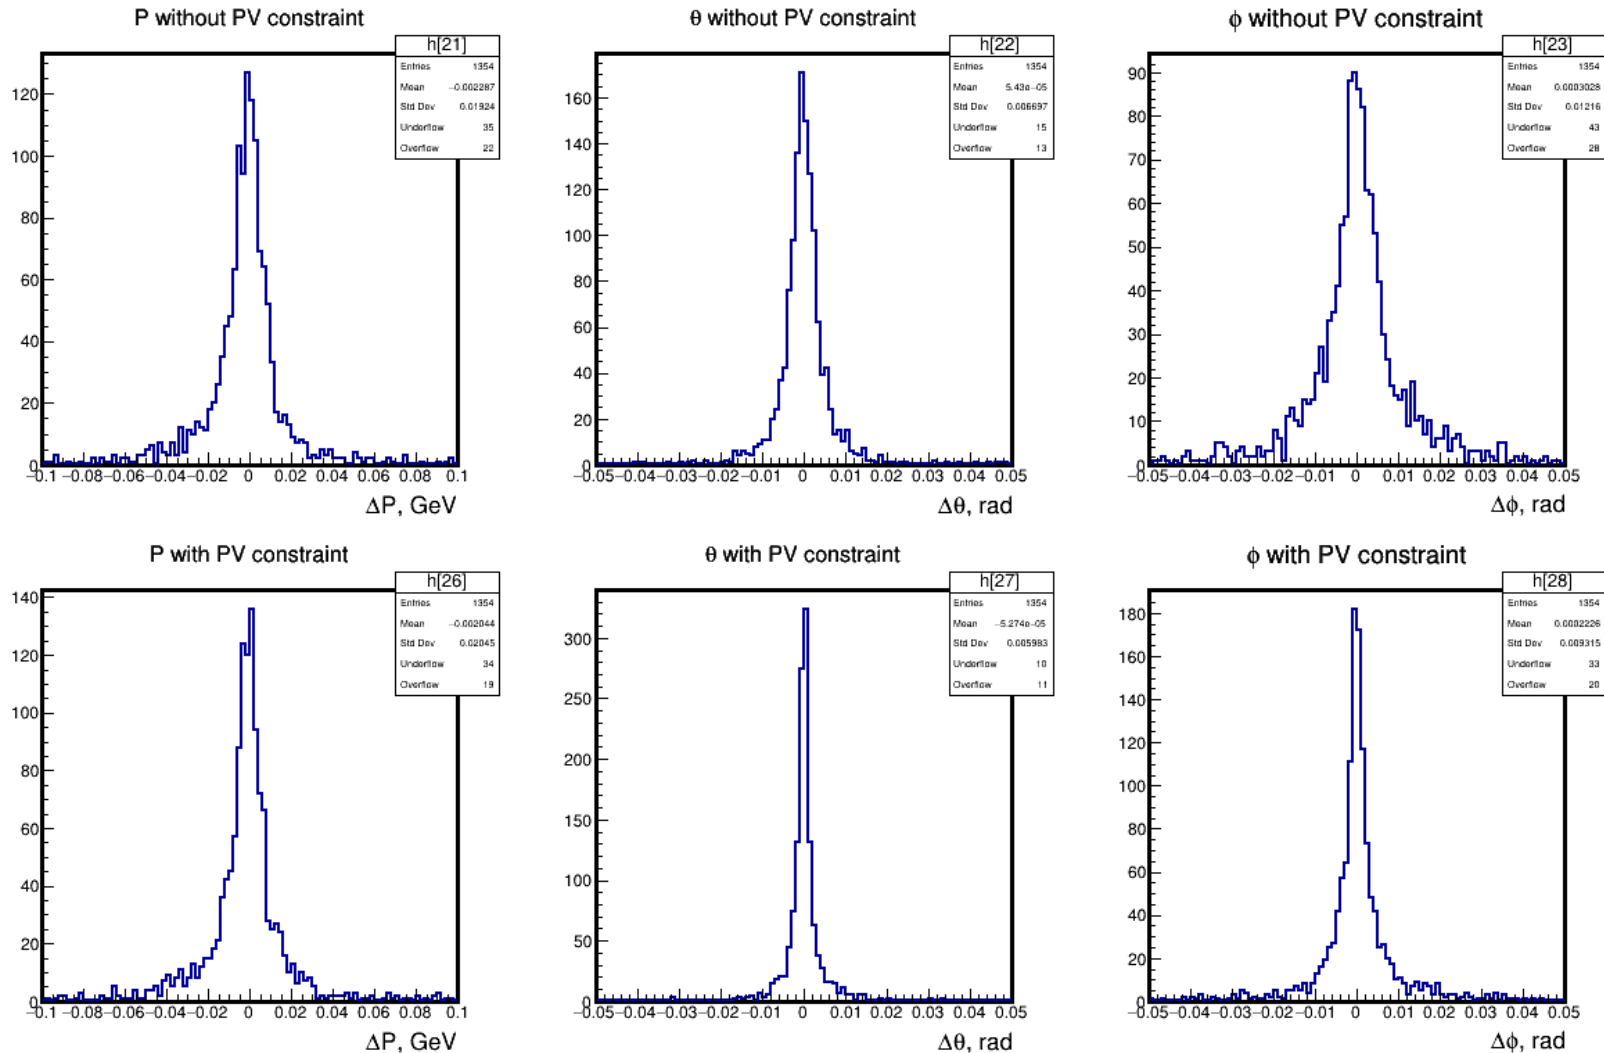 P without PV constraint
h[21]
Entries 1354
Mean −0.002287
Std Dev 0.01924
Underflow 35
Overflow 22
120
100
80
60
40
20
0
−0.1 −0.08 −0.06 −0.04 −0.02 0 0.02 0.04 0.06 0.08 0.1
ΔP, GeV
θ without PV constraint
h[22]
Entries 1354
Mean 5.43e−05
Std Dev 0.006697
Underflow 15
Overflow 13
160
140
120
100
80
60
40
20
0
−0.05 −0.04 −0.03 −0.02 −0.01 0 0.01 0.02 0.03 0.04 0.05
Δθ, rad
ϕ without PV constraint
h[23]
Entries 1354
Mean 0.0003028
Std Dev 0.01216
Underflow 43
Overflow 28
90
80
70
60
50
40
30
20
10
0
−0.05 −0.04 −0.03 −0.02 −0.01 0 0.01 0.02 0.03 0.04 0.05
Δϕ, rad
P with PV constraint
h[26]
Entries 1354
Mean −0.002044
Std Dev 0.02045
Underflow 34
Overflow 19
140
120
100
80
60
40
20
0
−0.1 −0.08 −0.06 −0.04 −0.02 0 0.02 0.04 0.06 0.08 0.1
ΔP, GeV
θ with PV constraint
h[27]
Entries 1354
Mean −5.274e−05
Std Dev 0.005983
Underflow 10
Overflow 11
300
250
200
150
100
50
0
−0.05 −0.04 −0.03 −0.02 −0.01 0 0.01 0.02 0.03 0.04 0.05
Δθ, rad
ϕ with PV constraint
h[28]
Entries 1354
Mean 0.0002226
Std Dev 0.009315
Underflow 33
Overflow 20
180
160
140
120
100
80
60
40
20
0
−0.05 −0.04 −0.03 −0.02 −0.01 0 0.01 0.02 0.03 0.04 0.05
Δϕ, rad